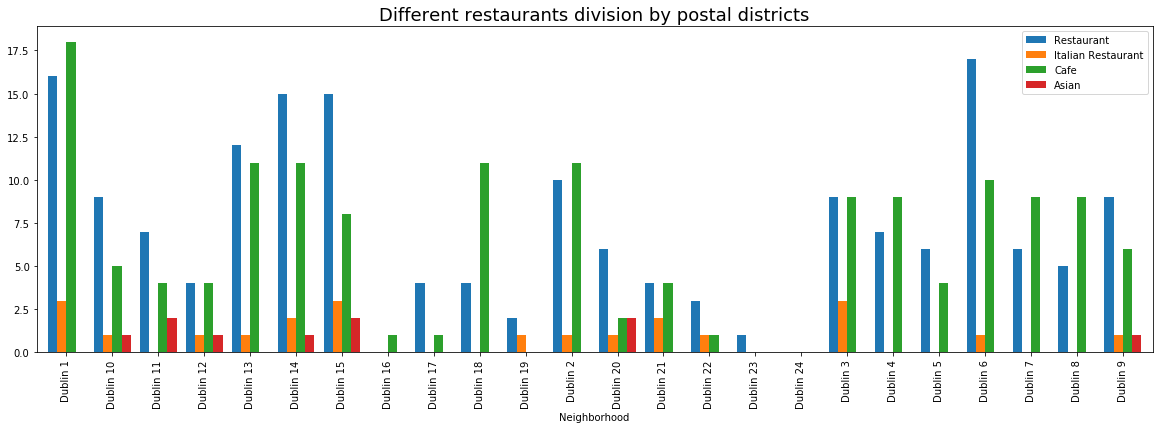 Different restaurants division by postal districts
Restaurant
Italian Restaurant
Cafe
Asian
17.5
15.0
12.5
10.0
7.5
5.0
2.5
0.0
Dublin 1
Dublin 10
Dublin 11
Dublin 12
Dublin 13
Dublin 14
Dublin 15
Dublin 16
Dublin 17
Dublin 18
Dublin 19
Dublin 2
Dublin 20
Dublin 21
Dublin 22
Dublin 23
Dublin 24
Dublin 3
Dublin 4
Dublin 5
Dublin 6
Dublin 7
Dublin 8
Dublin 9
Neighborhood